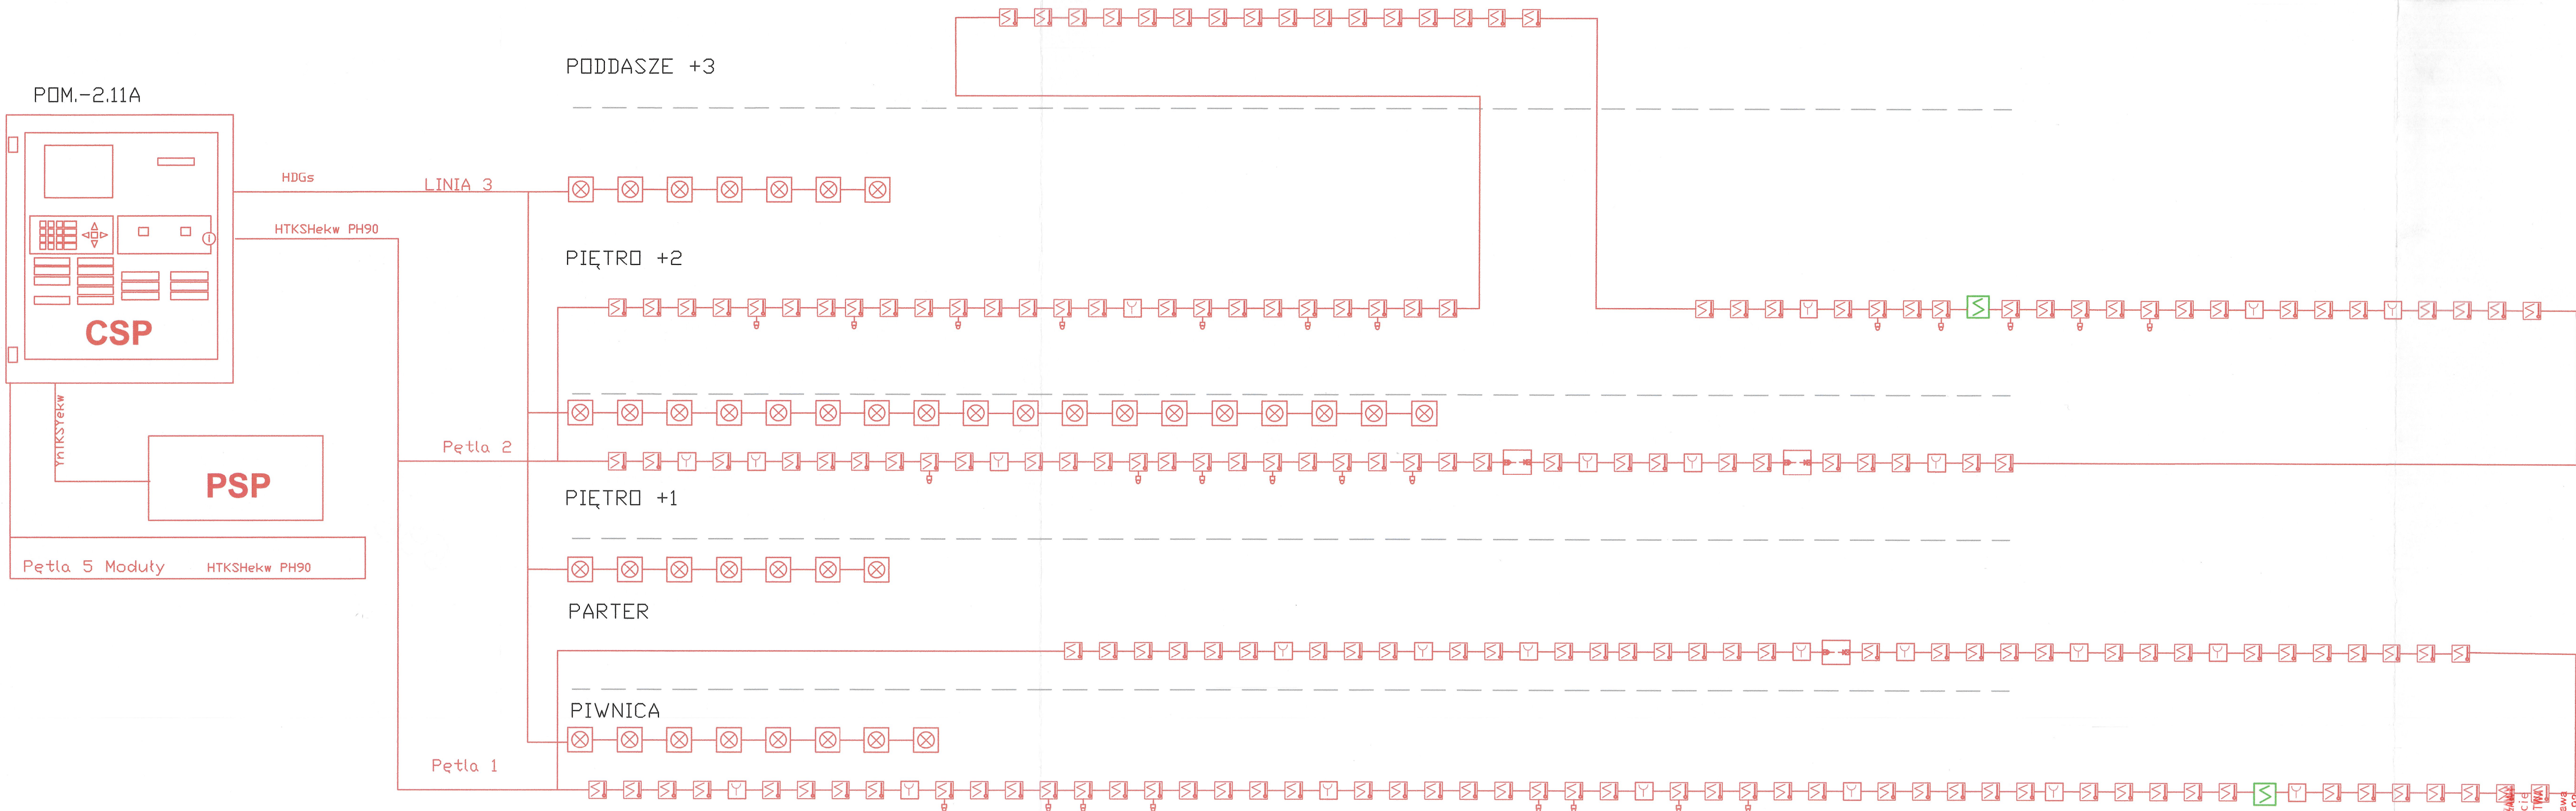 PODDASZE +3
POM.-2.11A
HDGs
LINIA 3
HTKSHekw PH90
PIĘTRO +2
CSP
YnTKSYekw
Pętla 2
PSP
PIĘTRO +1
Pętla 5 Moduły HTKSHekw PH90
PARTER
PIWNICA
Pętla 1